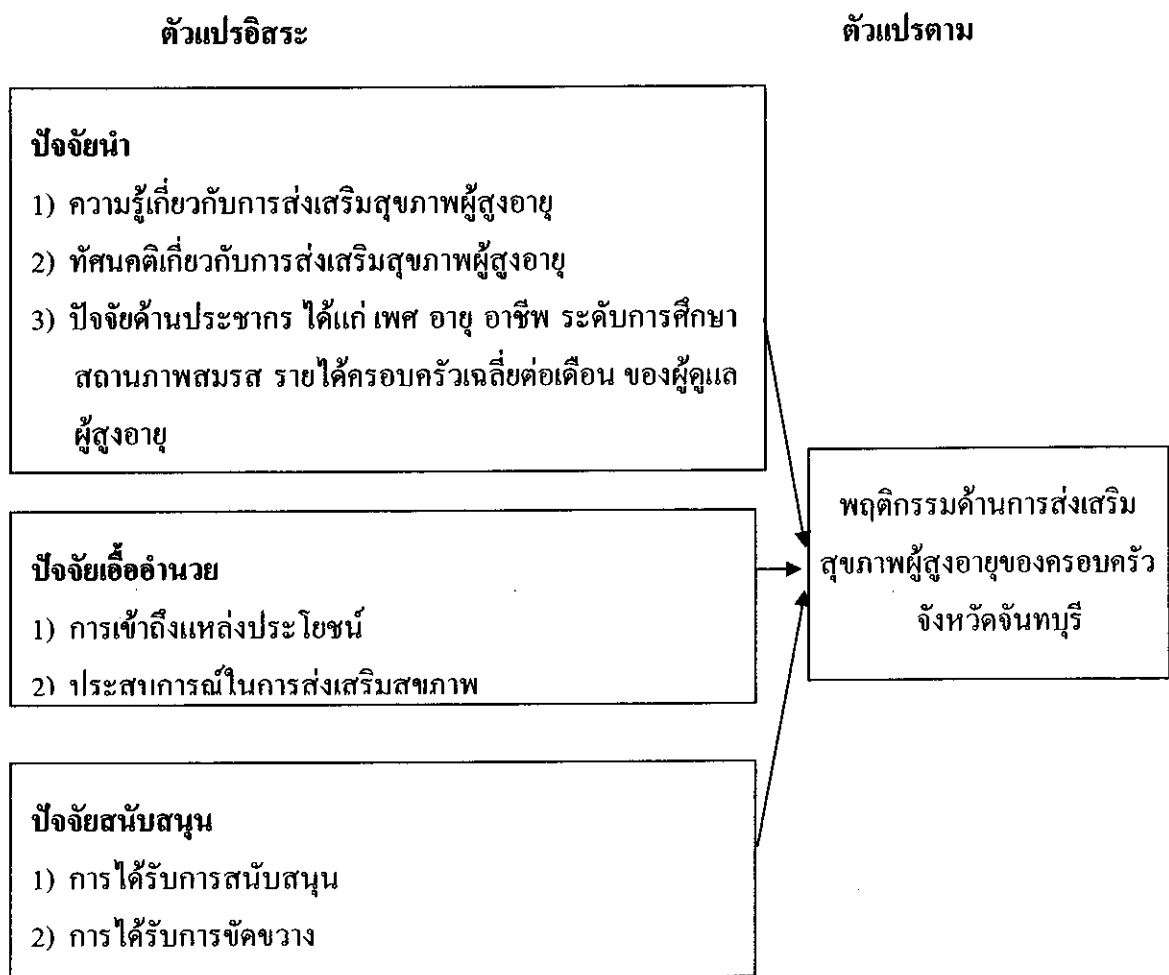 ตัวแปรอิสระ
ตัวแปรตาม
ปัจจัยนำ
1) ความรู้เกี่ยวกับการส่งเสริมสุขภาพผู้สูงอายุ
2) ทัศนคติเกี่ยวกับการส่งเสริมสุขภาพผู้สูงอายุ
3) ปัจจัยด้านประชากร ได้แก่ เพศ อายุ อาชีพ ระดับการศึกษา
สถานภาพสมรส รายได้ครอบครัวเฉลี่ยต่อเดือน ของผู้ดูแล
ผู้สูงอายุ
ปัจจัยเอื้ออำนวย
1) การเข้าถึงแหล่งประโยชน์
2) ประสบการณ์ในการส่งเสริมสุขภาพ
ปัจจัยสนับสนุน
1) การได้รับการสนับสนุน
2) การได้รับการขัดขวาง
พฤติกรรมด้านการส่งเสริม
สุขภาพผู้สูงอายุของครอบครัว
จังหวัดจันทบุรี